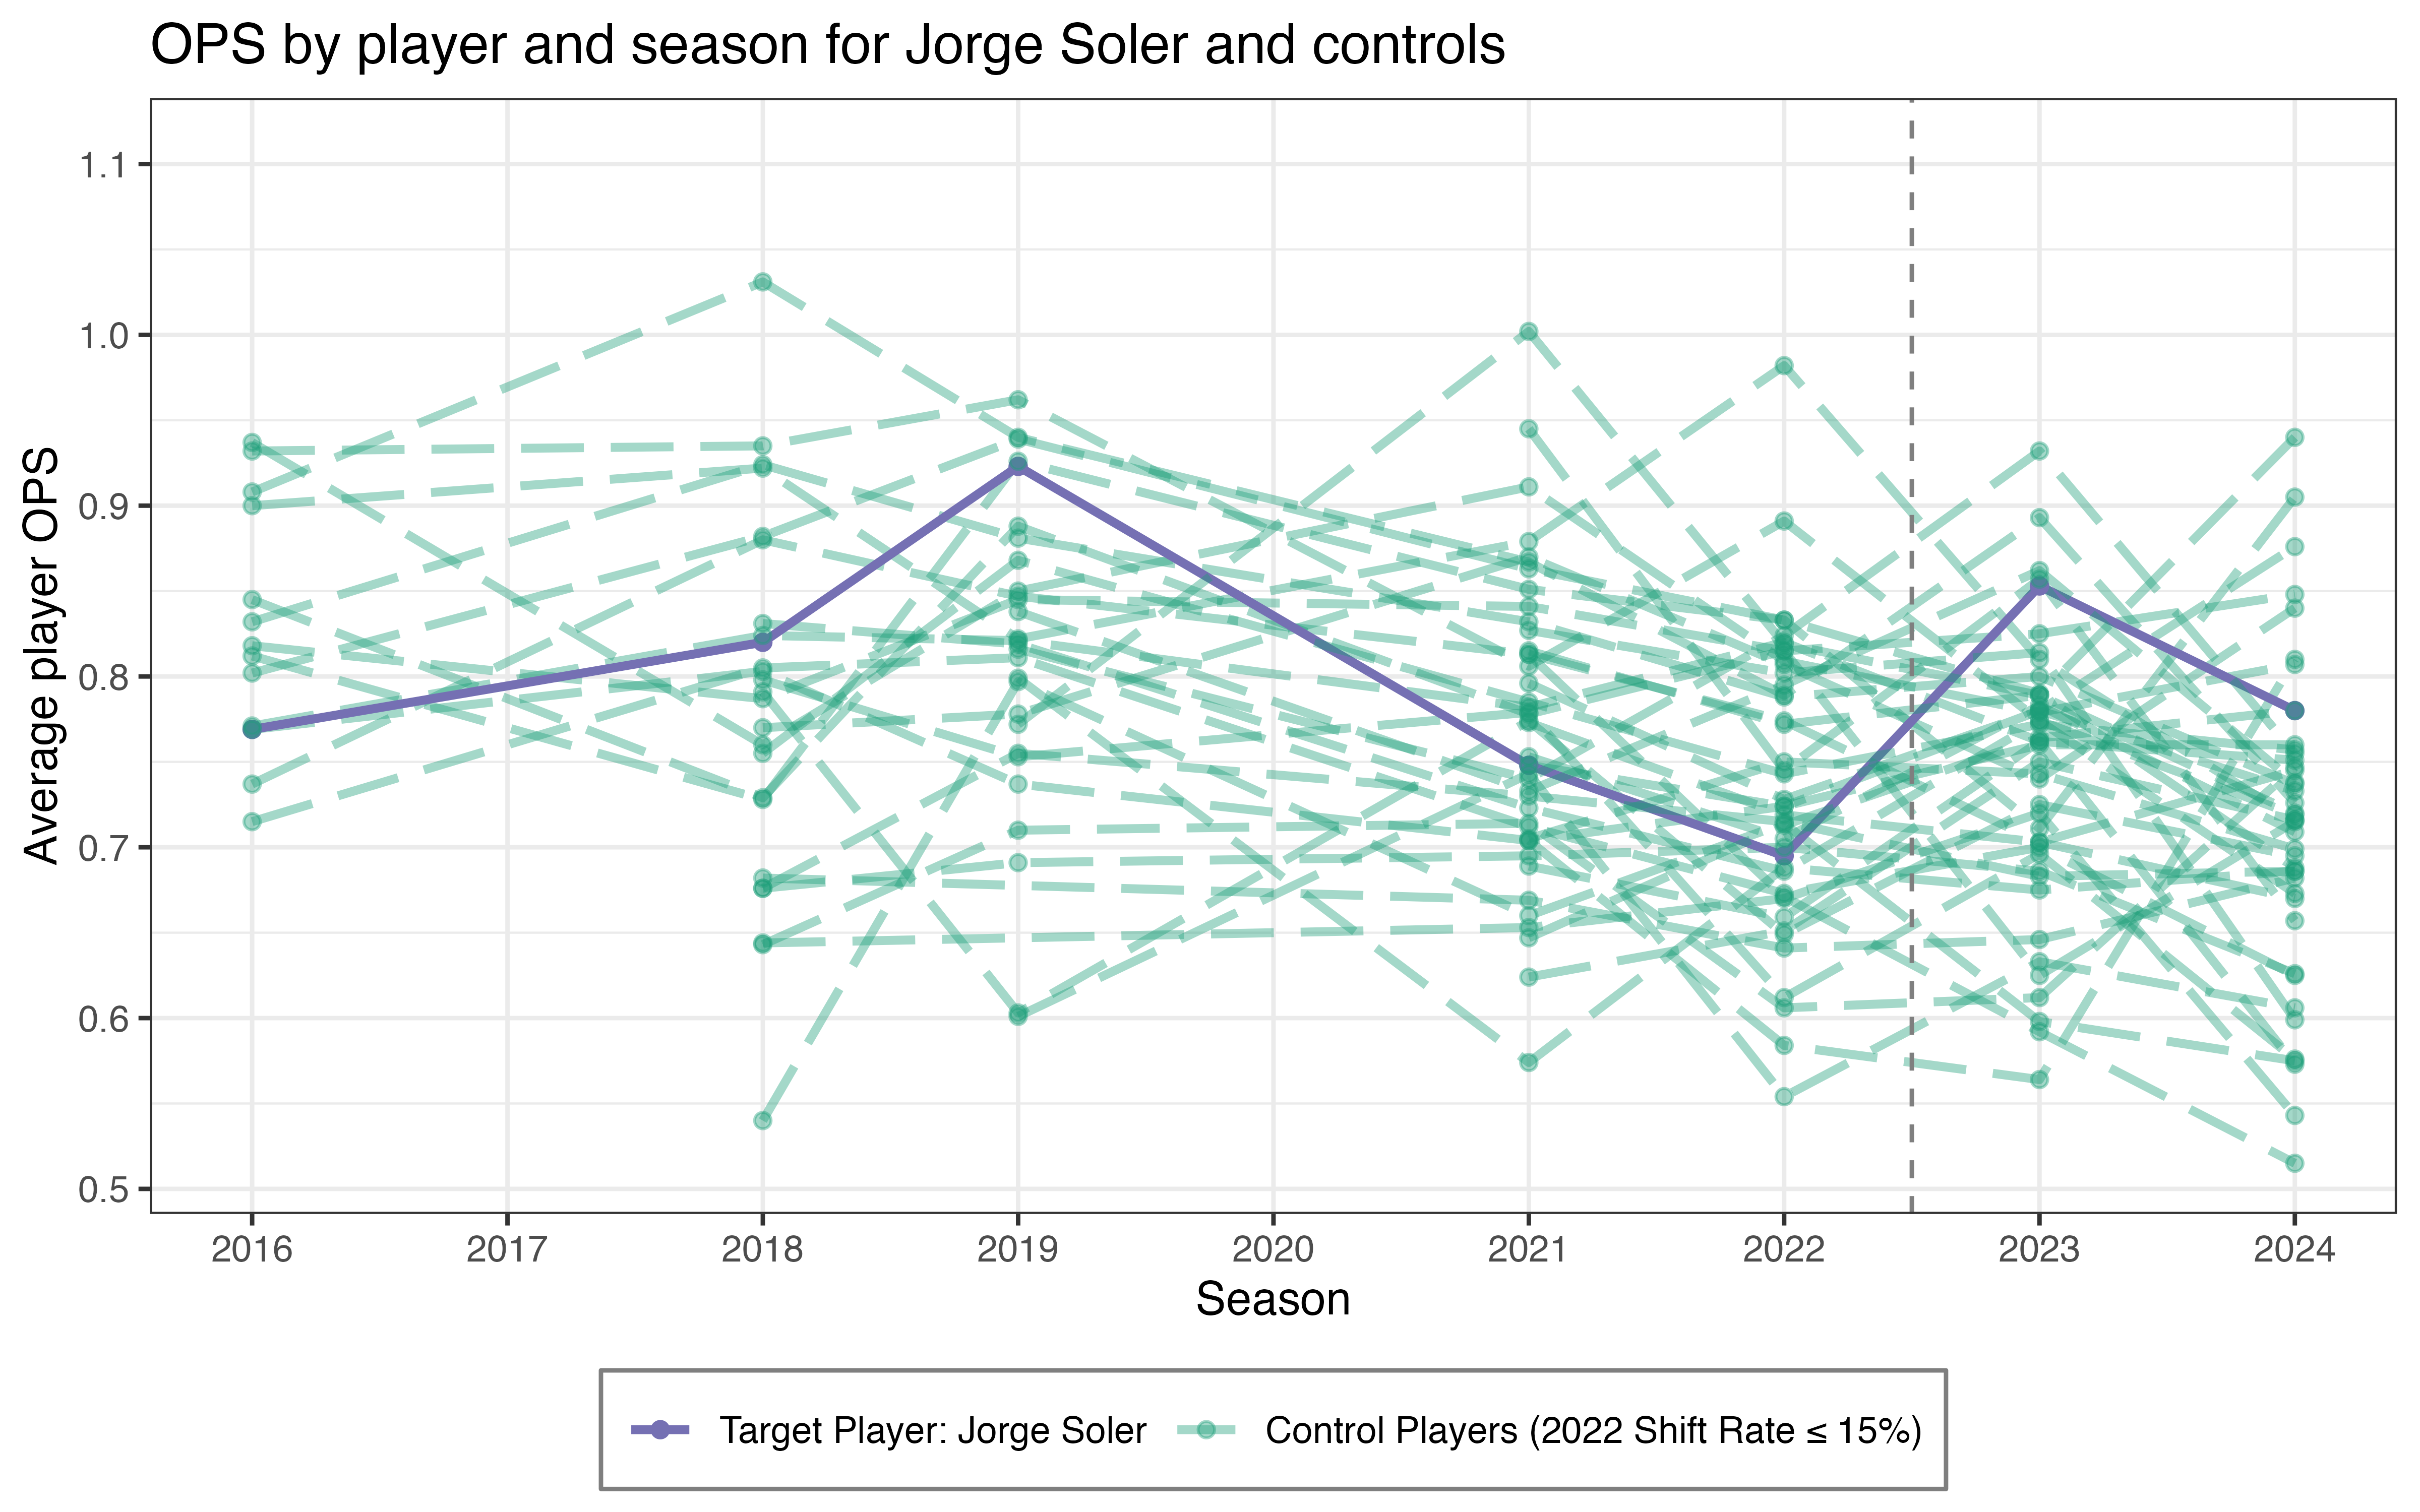 OPS by player and season for Jorge Soler and controls
Average player OPS
1.1
1.0
0.9
0.8
0.7
0.6
0.5
2016 2017 2018 2019 2020 2021 2022 2023 2024
Season
Target Player: Jorge Soler Control Players (2022 Shift Rate ≤ 15%)